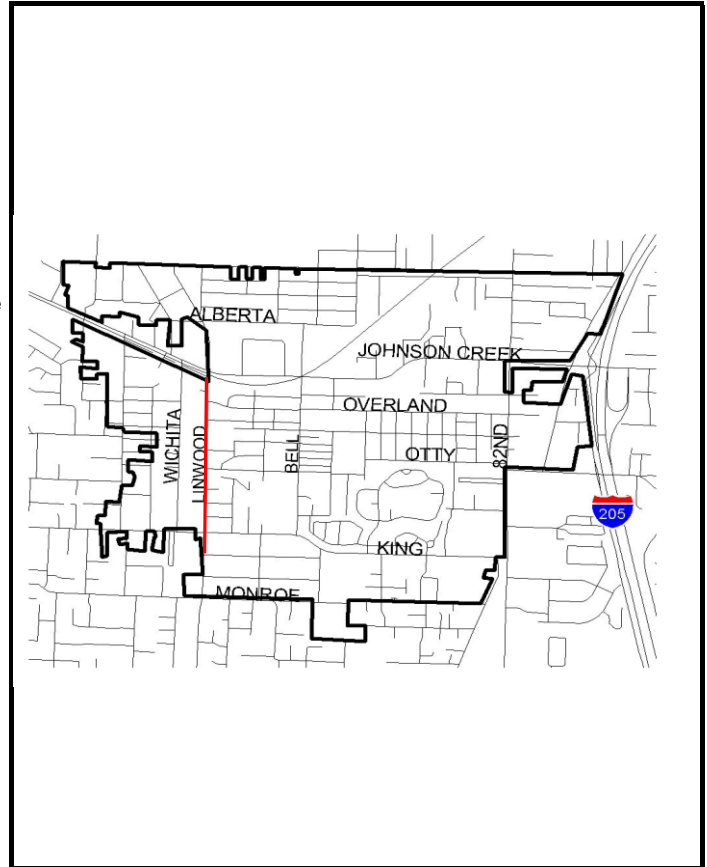 ALBERTA
JOHNSON CREEK
OVERLAND
WICHITA
LINWOOD
BELL
OTTY
82ND
205
KING
MONROE